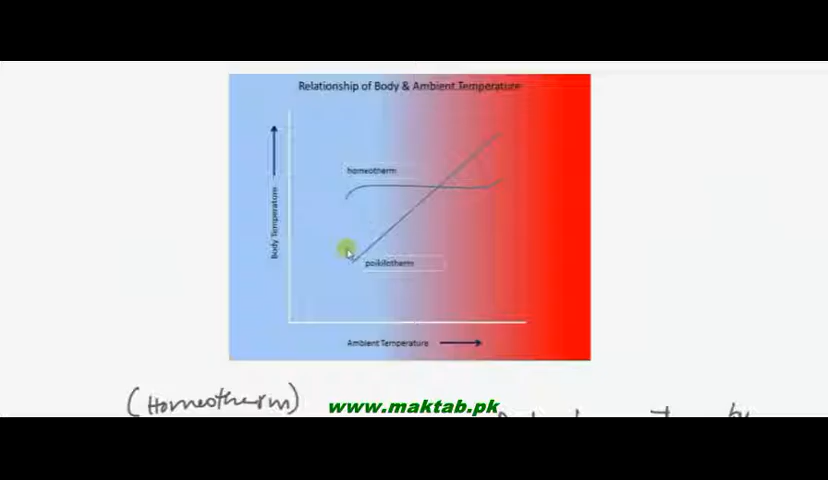 Relationship of Body & Ambient Temperature
homeotherm
Body Temperature
poikilotherm
Ambient Temperature
(Homeotherm)
www.maktab.pk